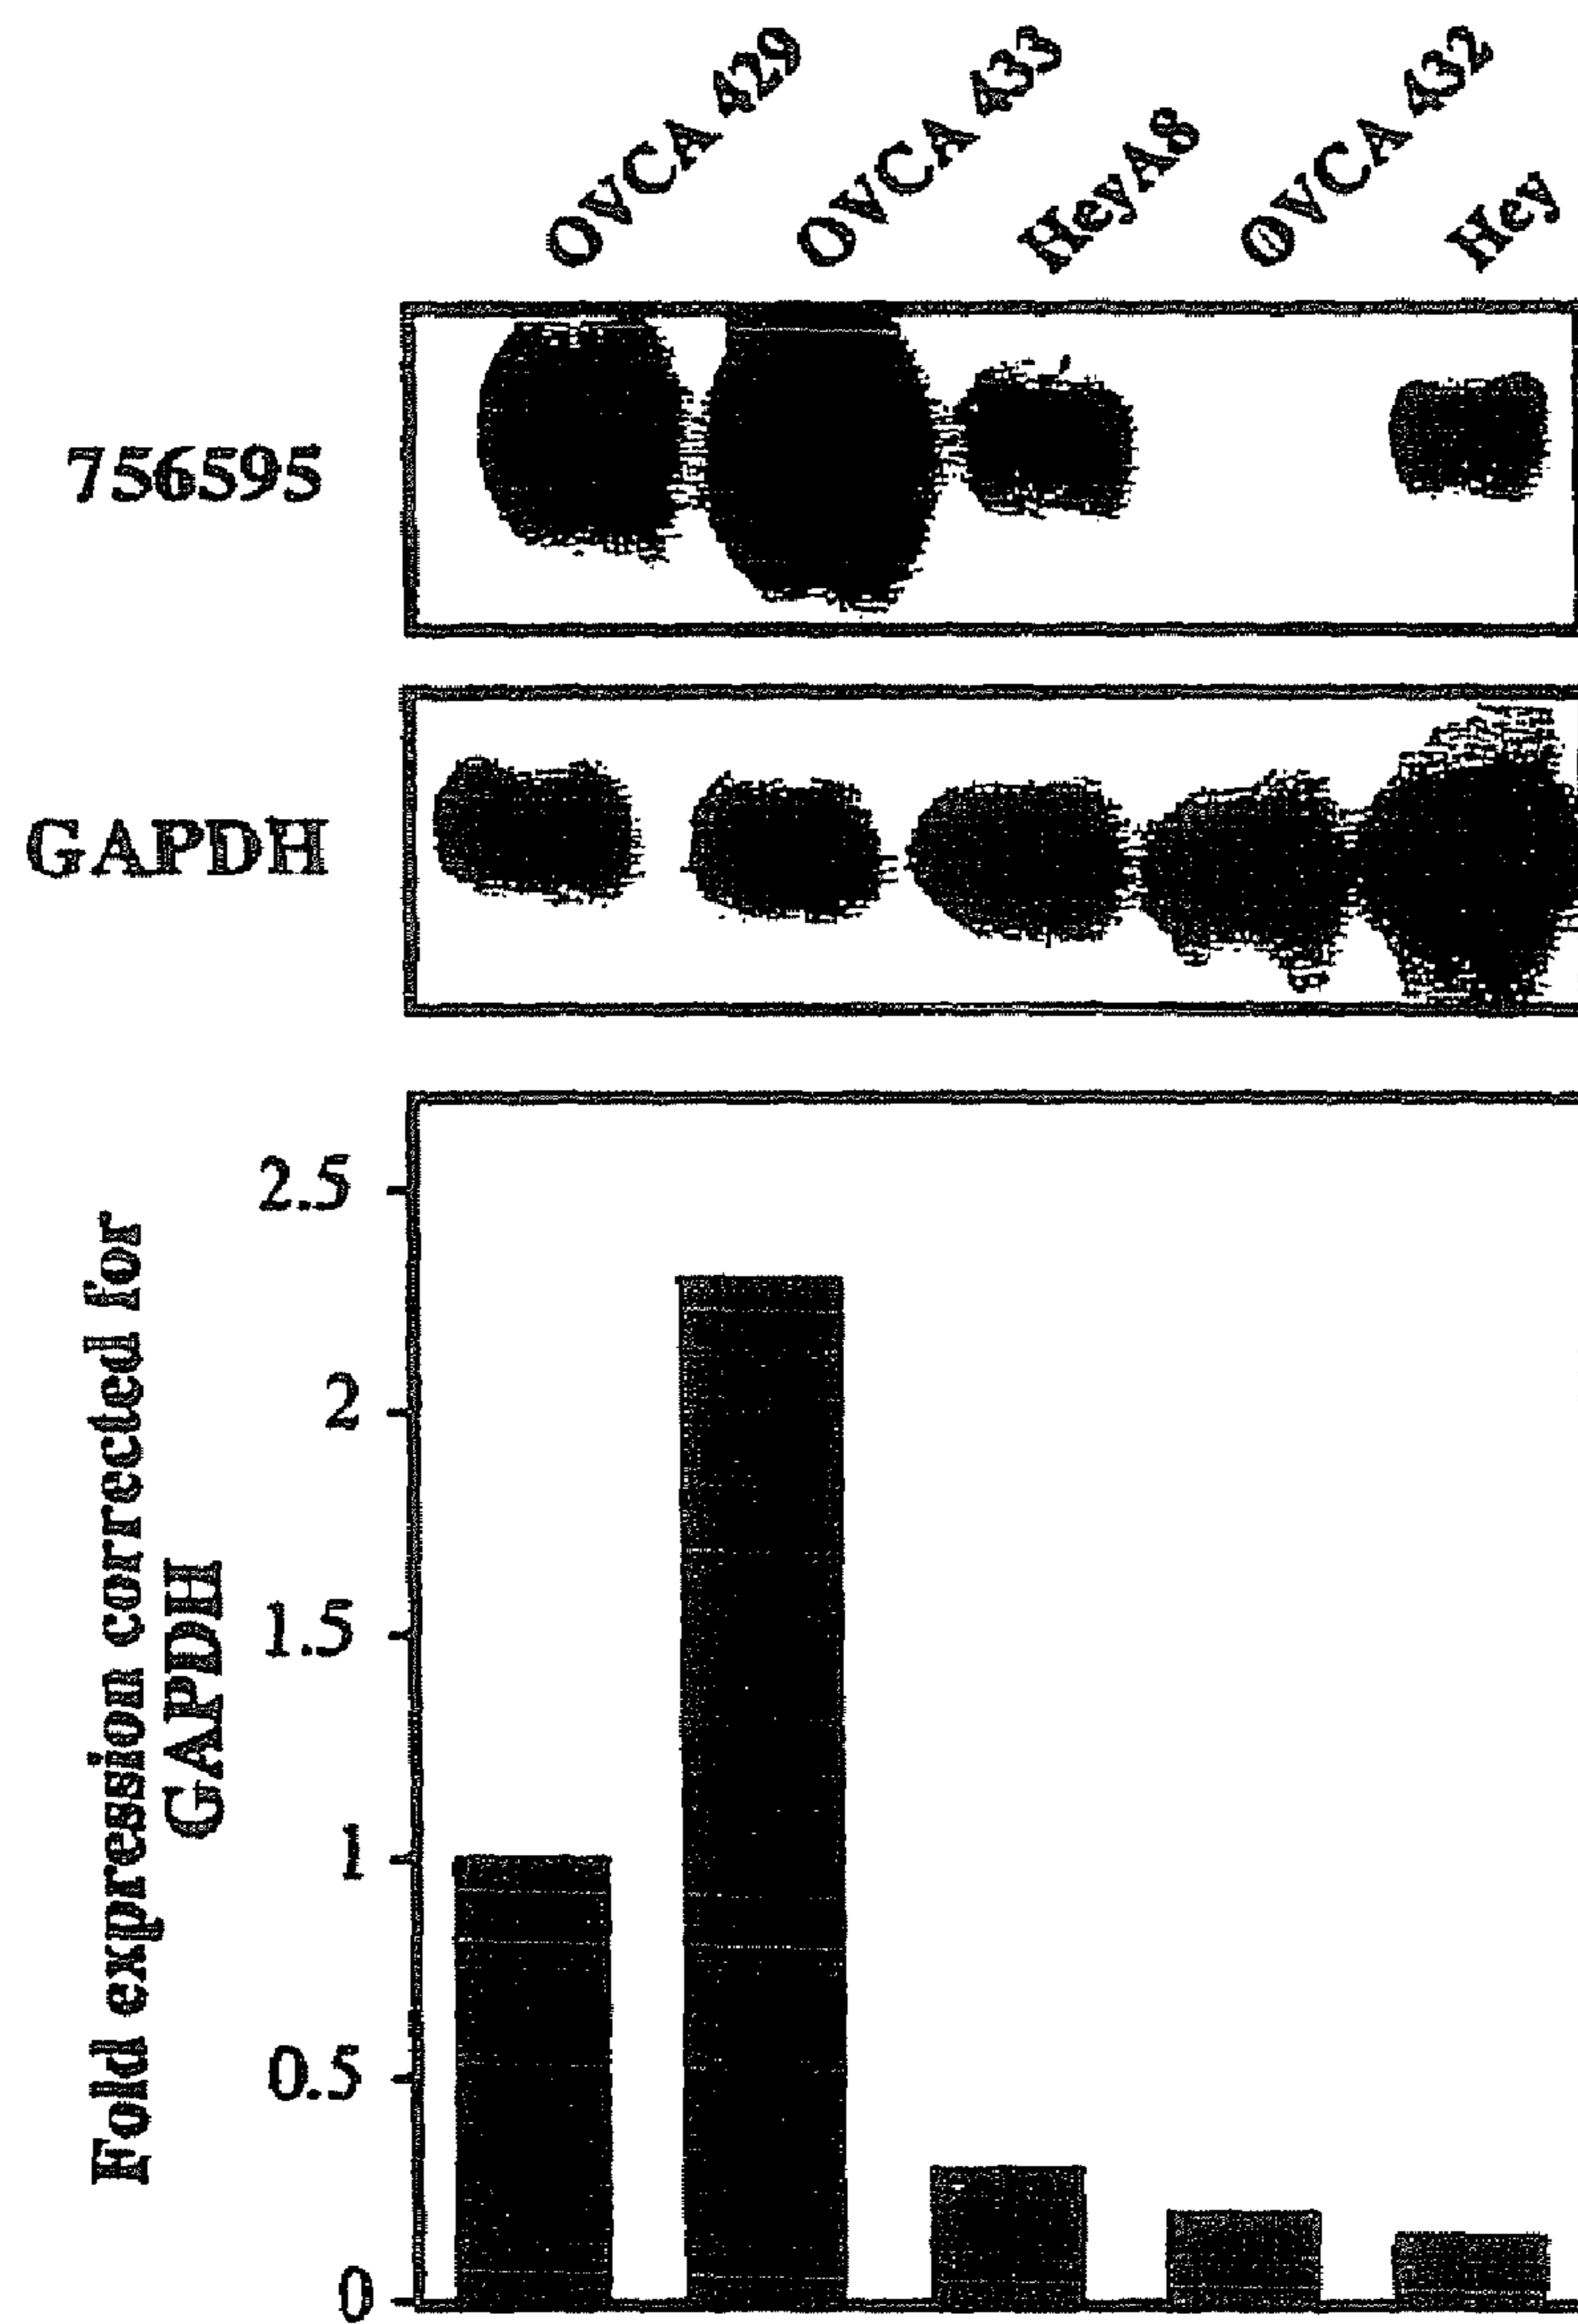 OVCA 429
OVCA 433
HeyA8
OVCA 432
Hey
756595
GAPDH
Fold expression corrected for
GAPDH
2.5
2
1.5
1
0.5
0